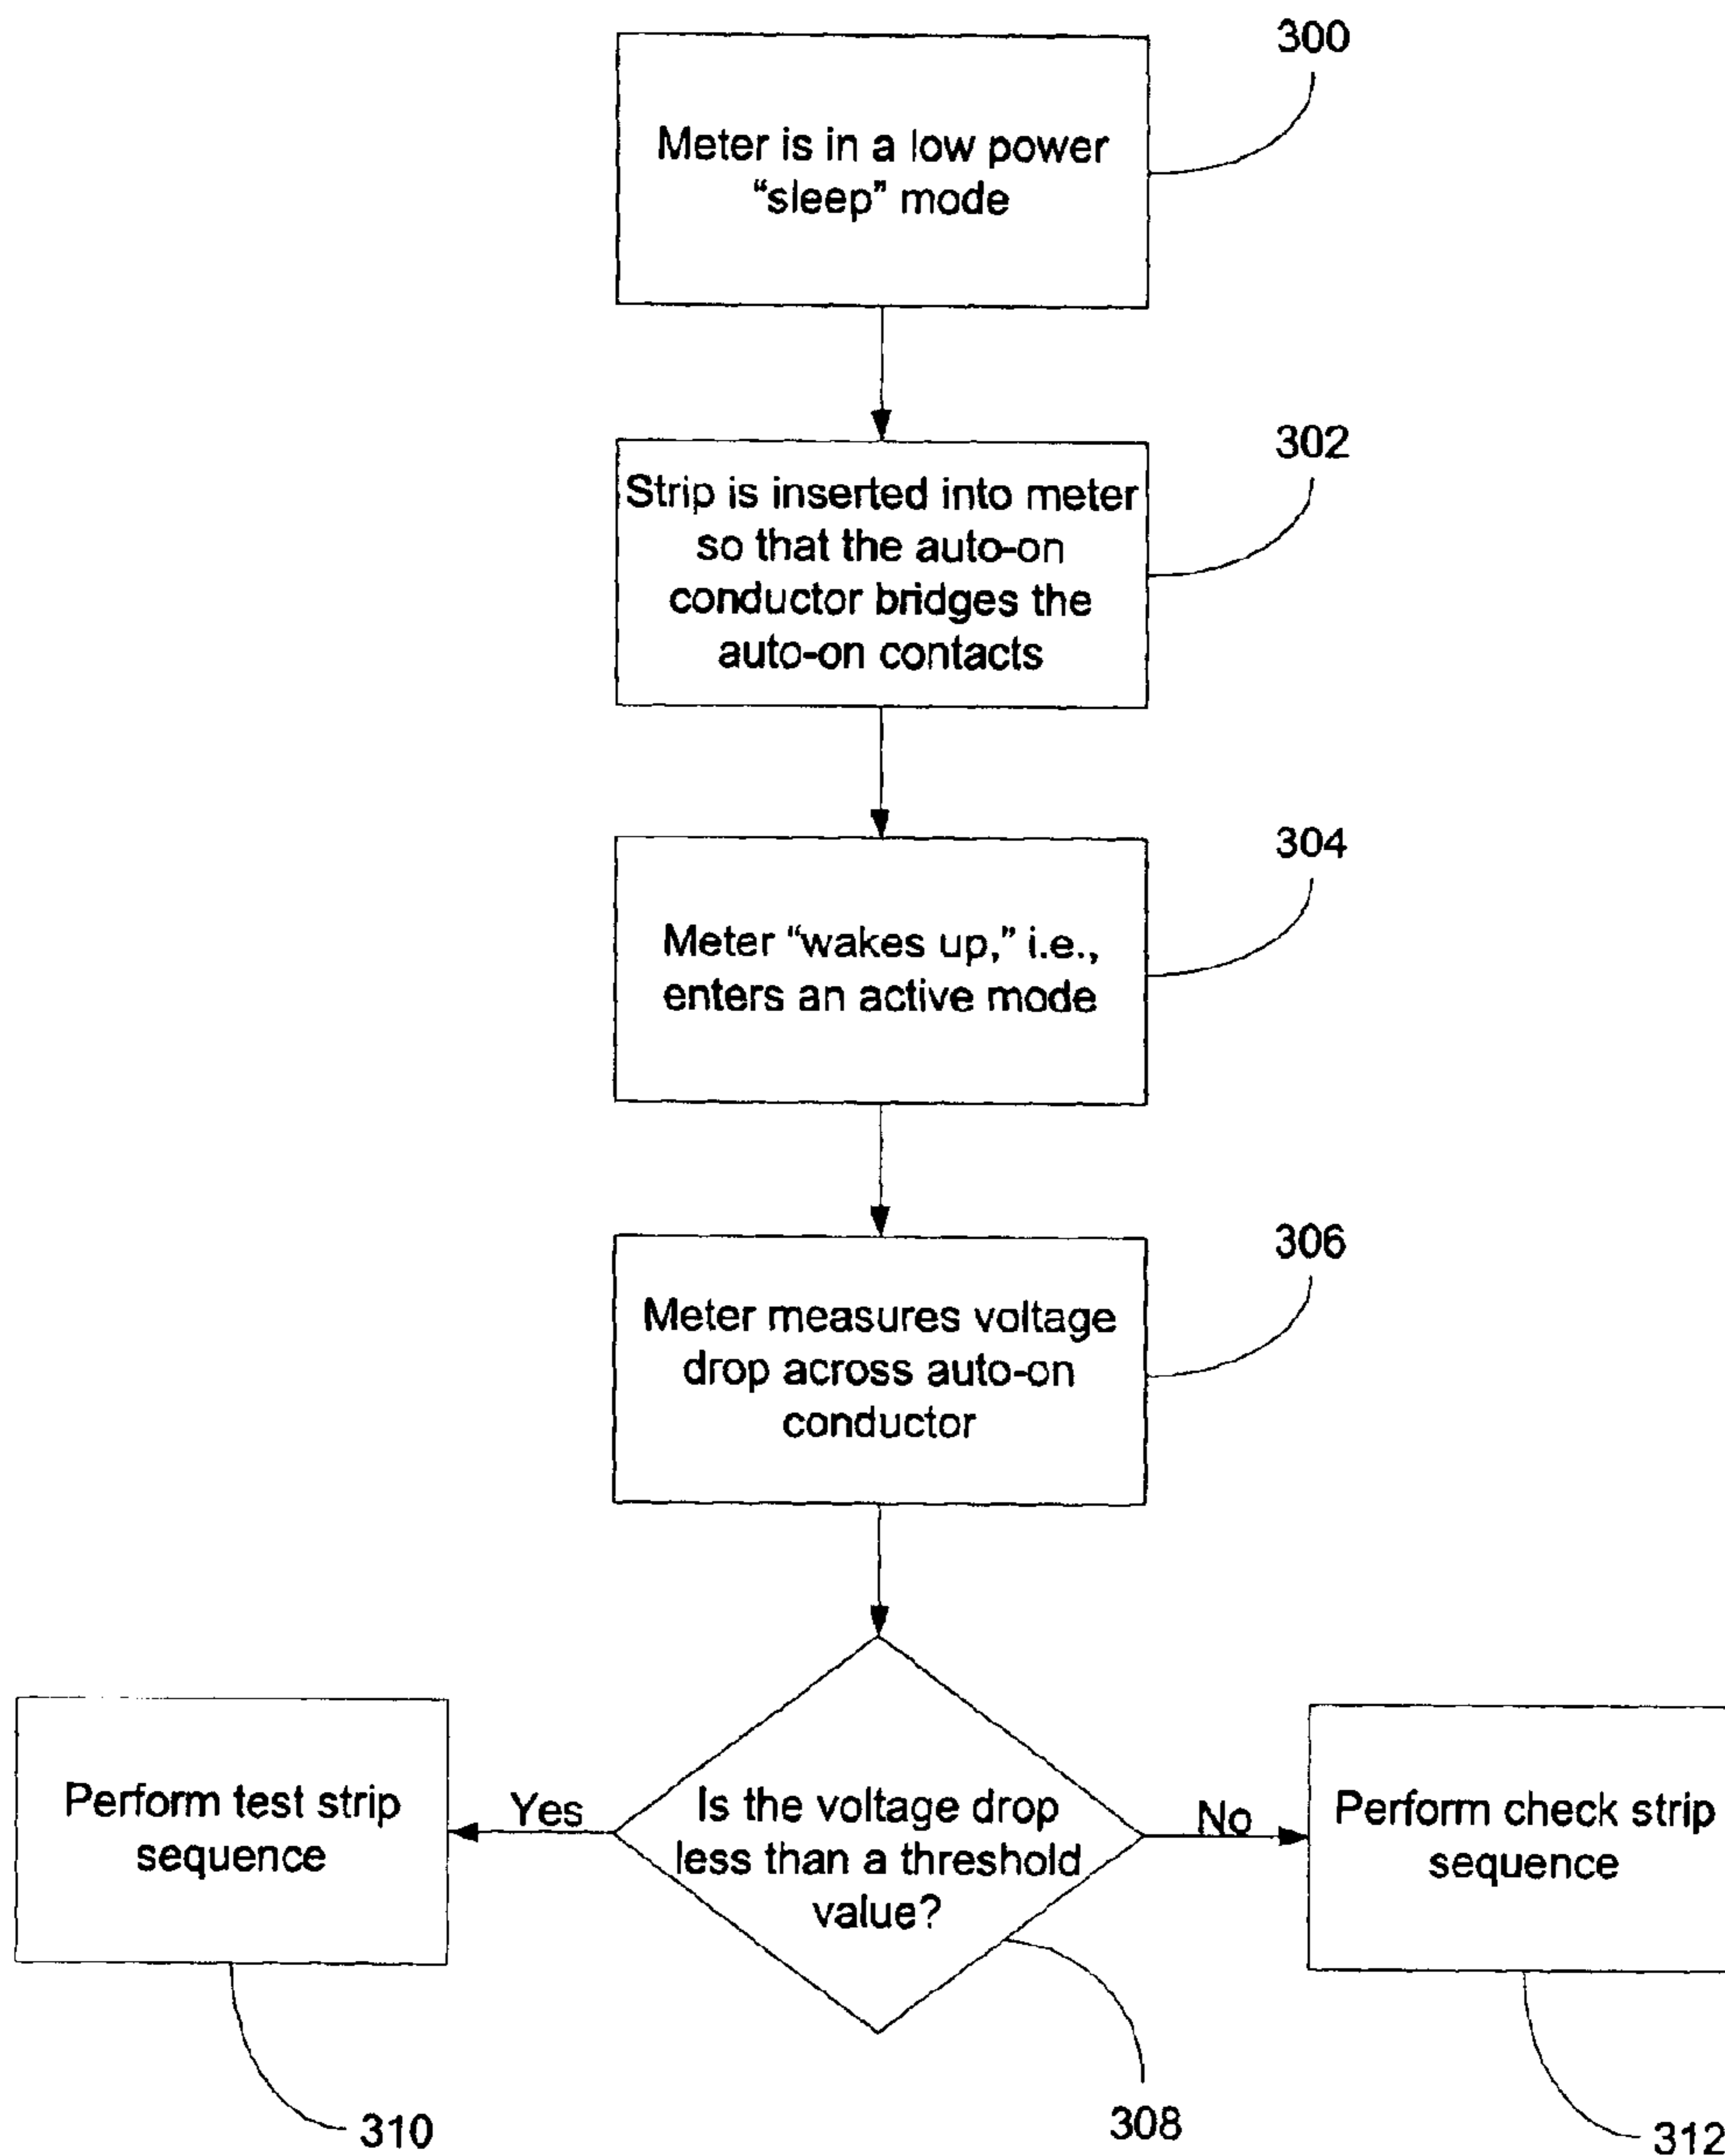 300
Meter is in a low power
“sleep” mode
302
Strip is inserted into meter
so that the auto-on
conductor bridges the
auto-on contacts
304
Meter “wakes up,” i.e.,
enters an active mode
306
Meter measures voltage
drop across auto-on
conductor
Is the voltage drop
less than a threshold
value?
308
Yes
Perform test strip
sequence
310
No
Perform check strip
sequence
312